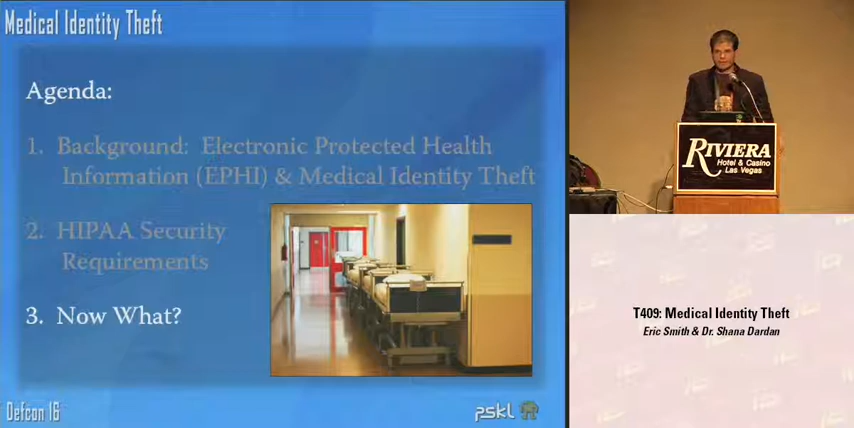 Medical Identity Theft
Agenda:
1. Background: Electronic Protected Health
Information (EPHI) & Medical Identity Theft
2. HIPAA Security
Requirements
3. Now What?
Defcon 16
pskl
RIVIERA
Hotel & Casino
Las Vegas
T409: Medical Identity Theft
Eric Smith & Dr. Shana Dardan